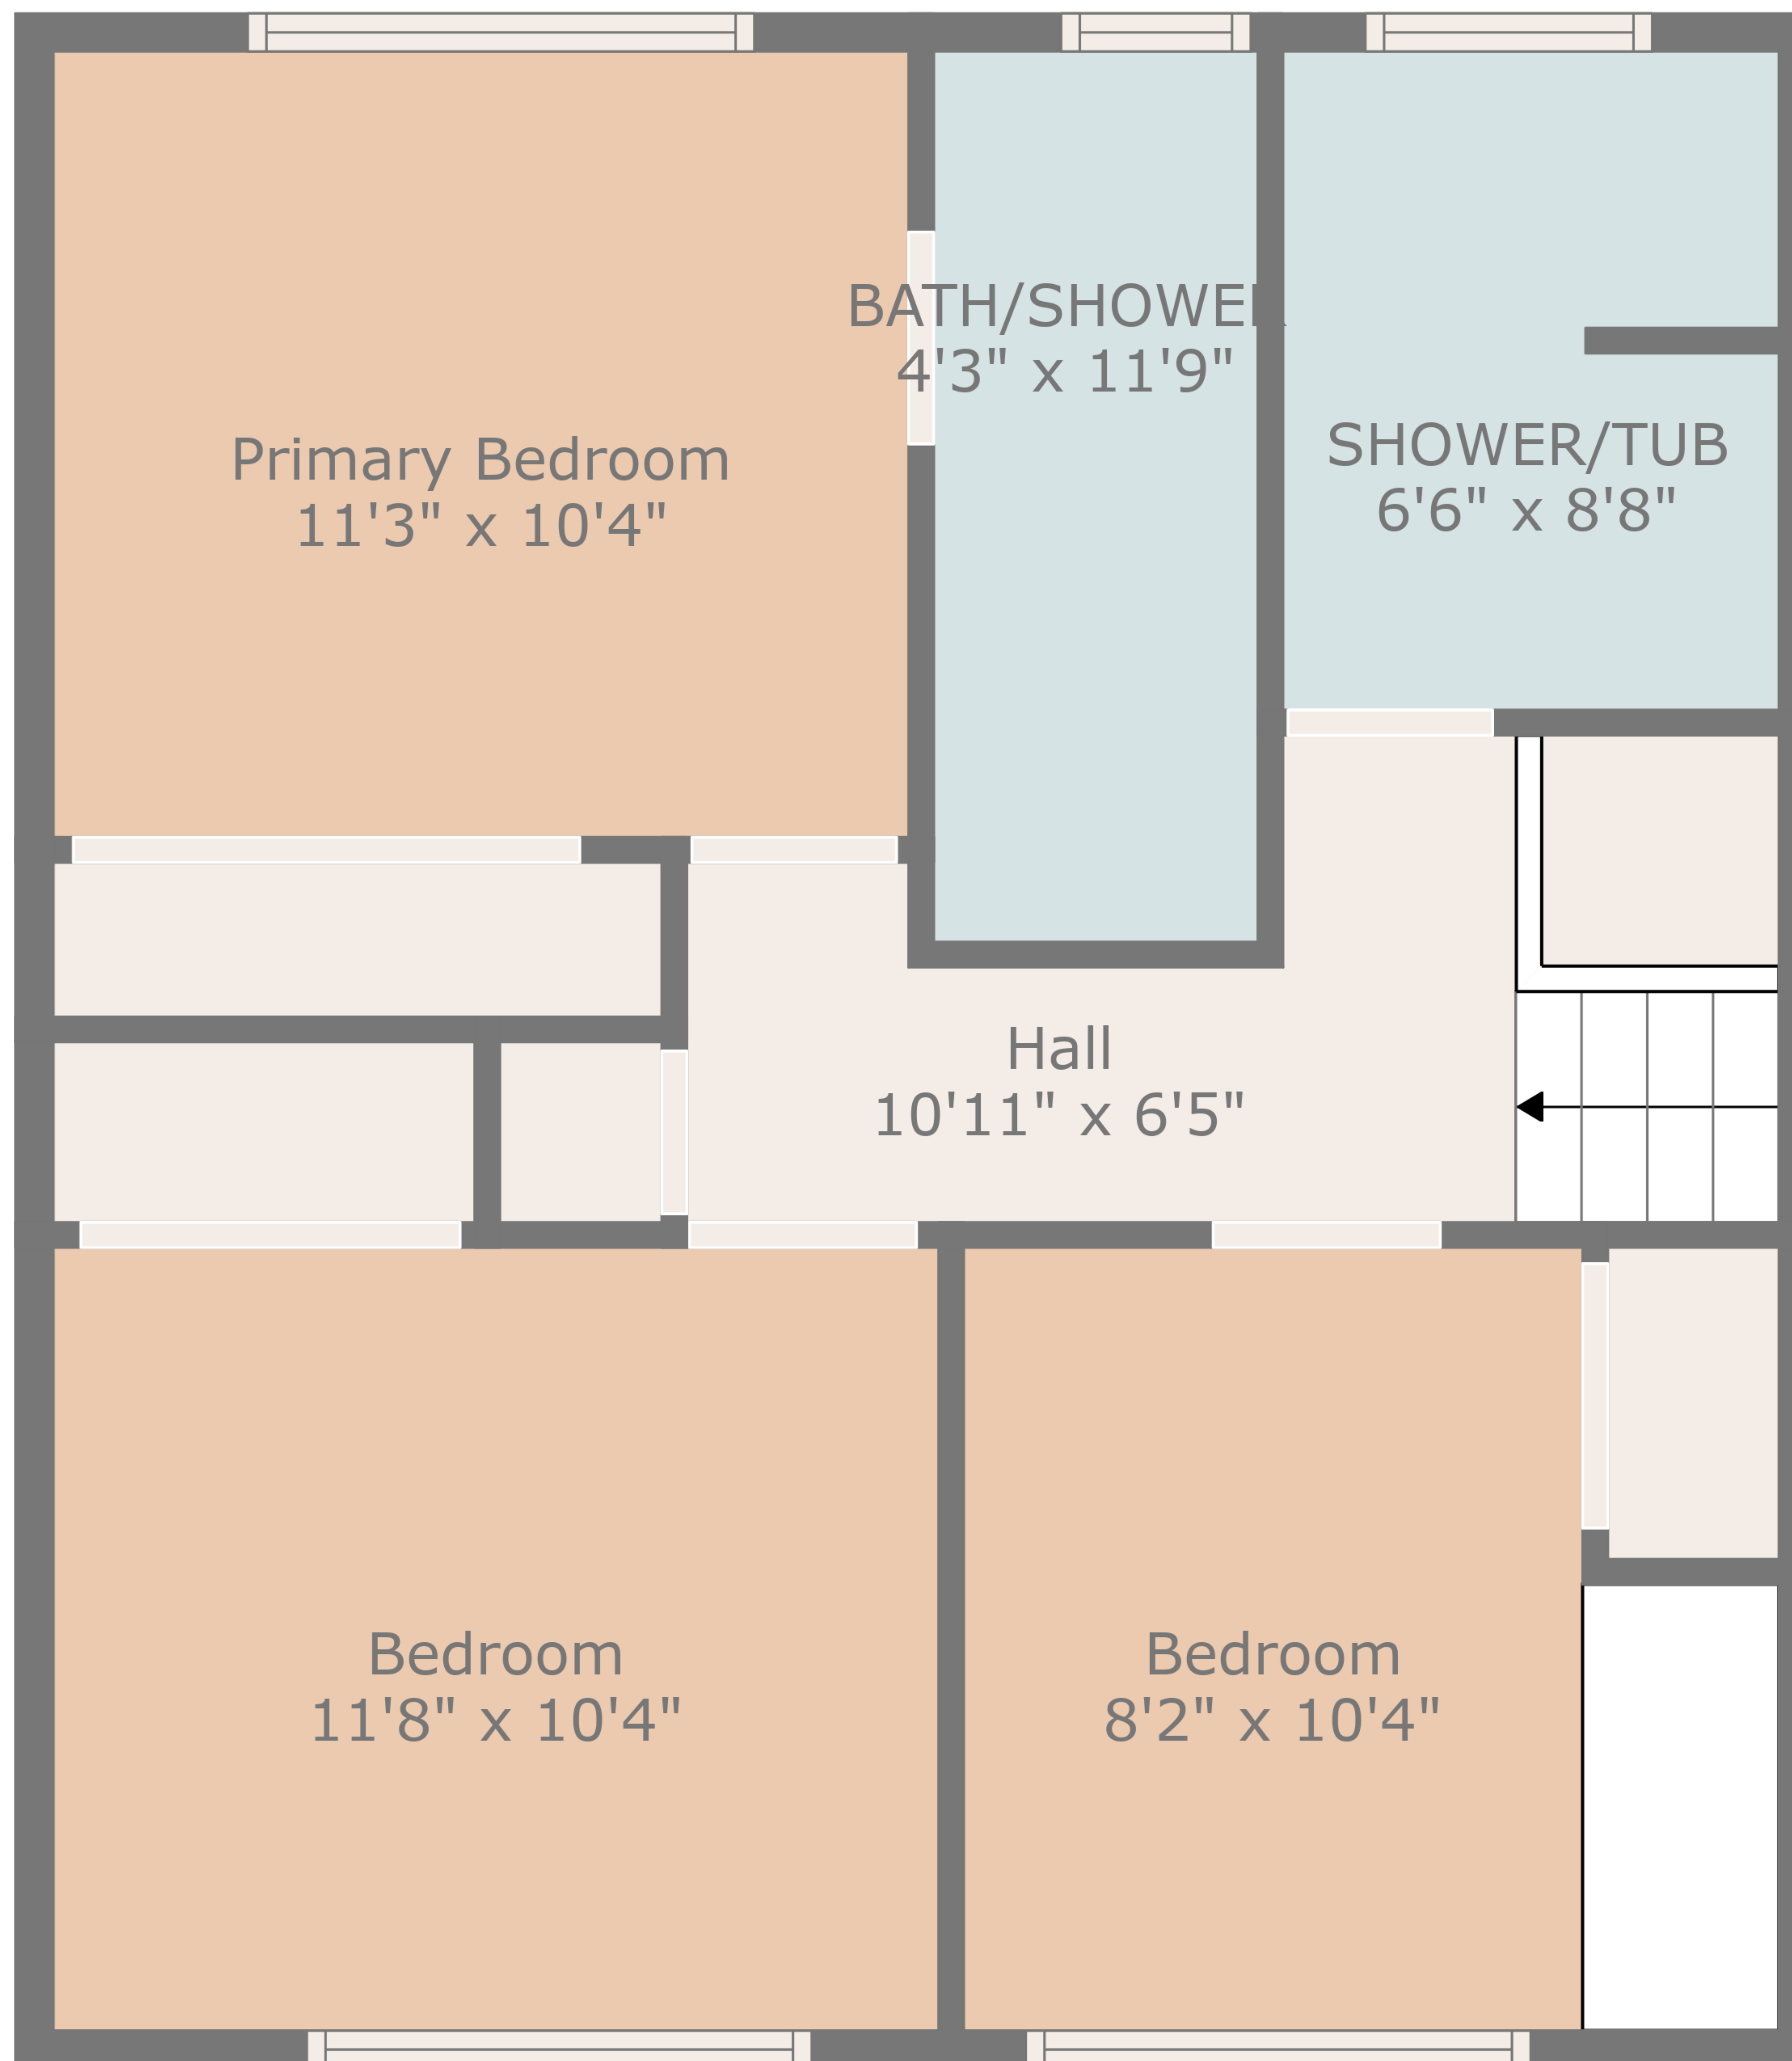 BATH/SHOWER
4'3" x 11'9"
SHOWER/TUB
6'6" x 8'8"
Primary Bedroom
11'3" x 10'4"
Hall
10'11" x 6'5"
Bedroom
11'8" x 10'4"
Bedroom
8'2" x 10'4"